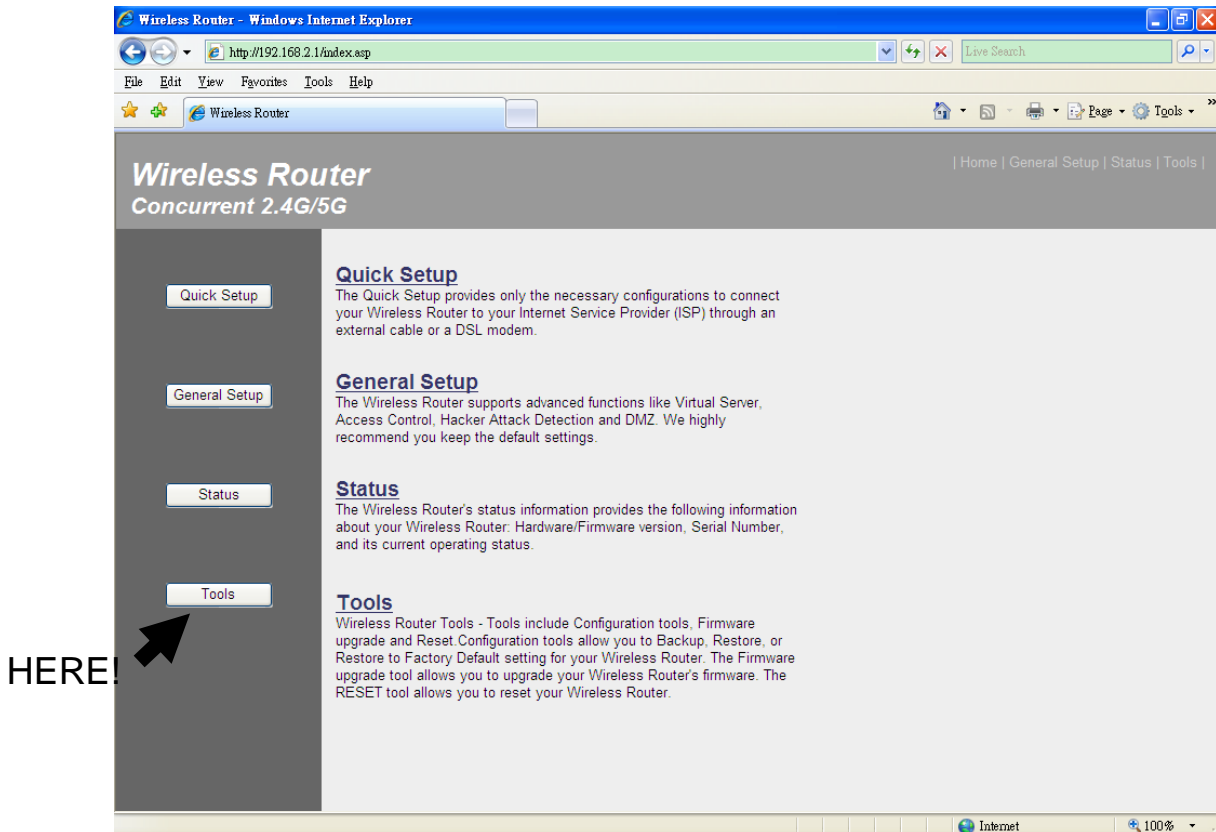 Wireless Router - Windows Internet Explorer
http://192.168.2.1/index.asp
Live Search
File Edit View Favorites Tools Help
Wireless Router
Page Tools »
Wireless Router
Concurrent 2.4G/5G
| Home | General Setup | Status | Tools |
Quick Setup
Quick Setup
The Quick Setup provides only the necessary configurations to connect
your Wireless Router to your Internet Service Provider (ISP) through an
external cable or a DSL modem.
General Setup
General Setup
The Wireless Router supports advanced functions like Virtual Server,
Access Control, Hacker Attack Detection and DMZ. We highly
recommend you keep the default settings.
Status
Status
The Wireless Router's status information provides the following information
about your Wireless Router: Hardware/Firmware version, Serial Number,
and its current operating status.
Tools
Tools
Wireless Router Tools - Tools include Configuration tools, Firmware
upgrade and Reset.Configuration tools allow you to Backup, Restore, or
Restore to Factory Default setting for your Wireless Router. The Firmware
upgrade tool allows you to upgrade your Wireless Router's firmware. The
RESET tool allows you to reset your Wireless Router.
HERE!
Internet
100%